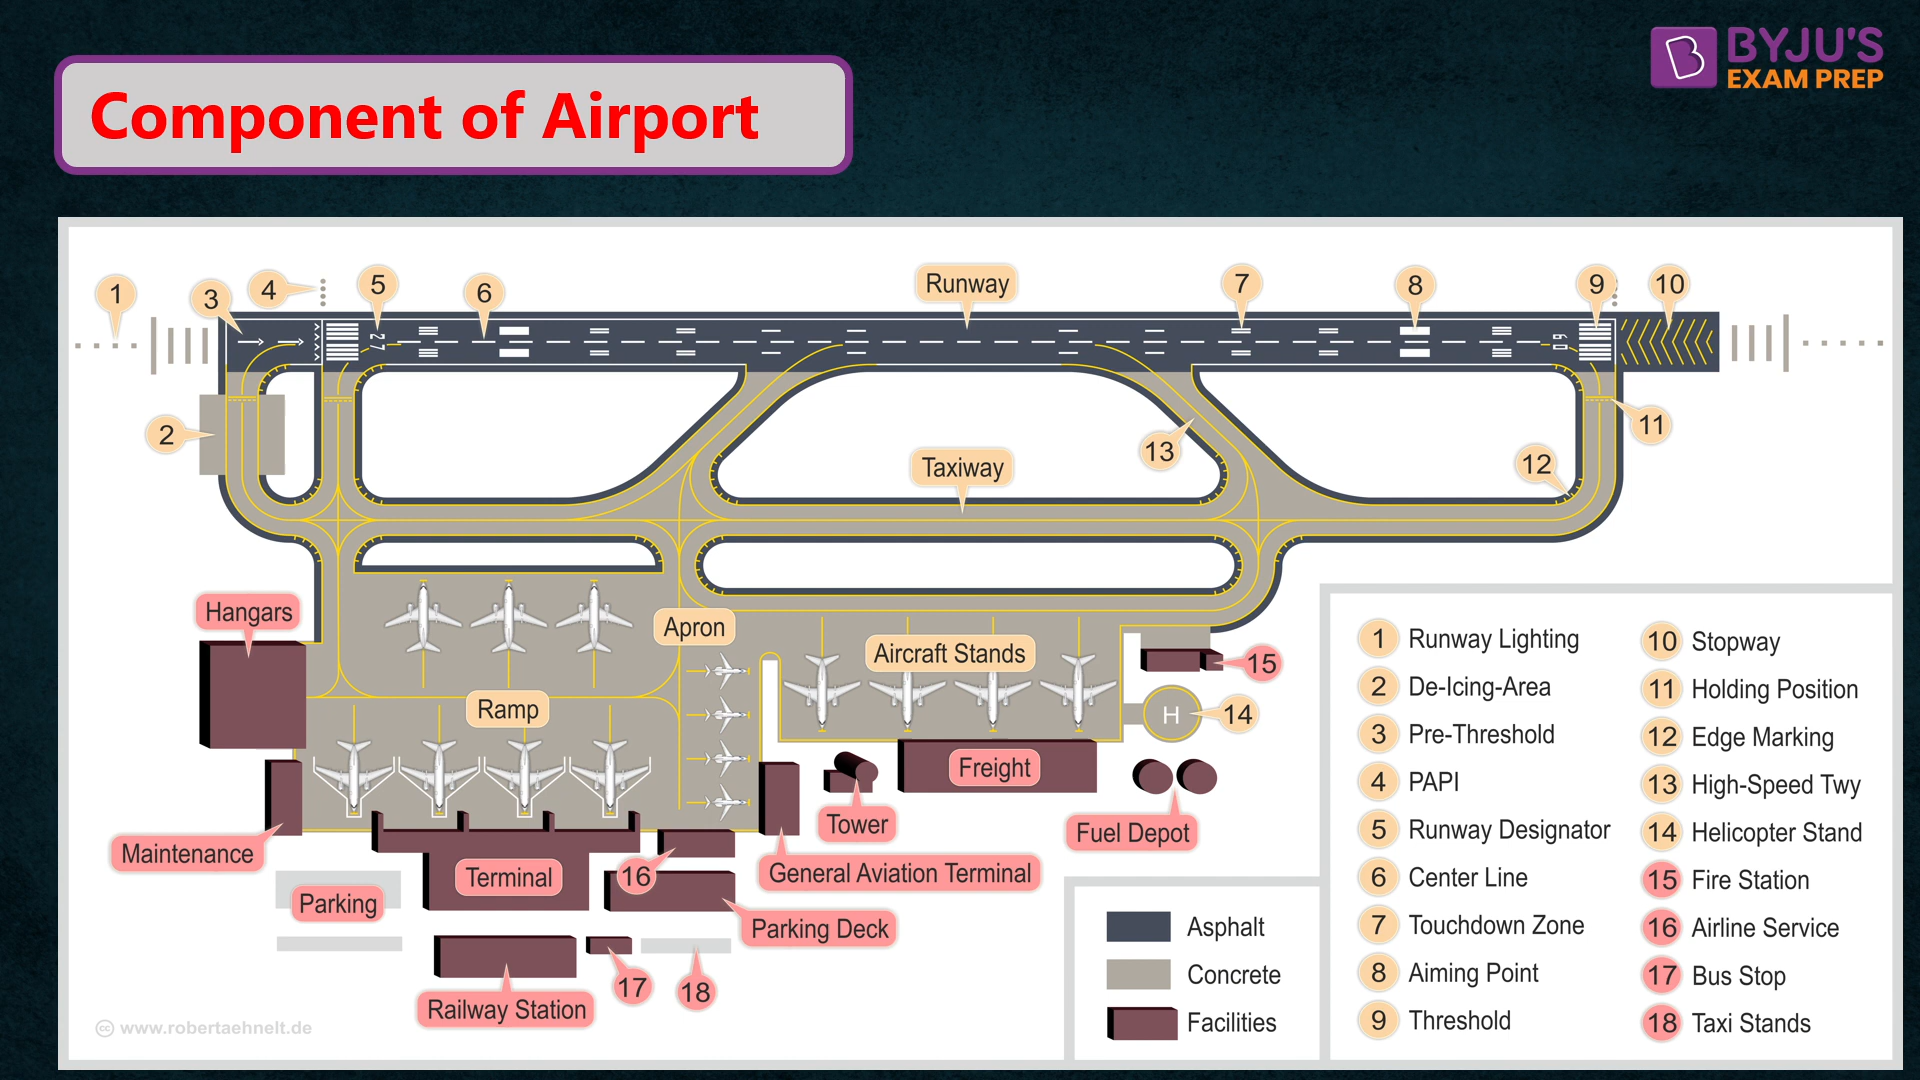 BYJU'S
EXAM PREP
Component of Airport
1
3
4
5
6
Runway
7
8
9
10
27
09
2
Taxiway
13
12
11
Hangars
Apron
Aircraft Stands
15
Ramp
H
14
Freight
Tower
Fuel Depot
Maintenance
Terminal
16
General Aviation Terminal
Parking
Parking Deck
Railway Station
17
18
cc www.robertaehnelt.de
Asphalt
Concrete
Facilities
1 Runway Lighting
2 De-Icing-Area
3 Pre-Threshold
4 PAPI
5 Runway Designator
6 Center Line
7 Touchdown Zone
8 Aiming Point
9 Threshold
10 Stopway
11 Holding Position
12 Edge Marking
13 High-Speed Twy
14 Helicopter Stand
15 Fire Station
16 Airline Service
17 Bus Stop
18 Taxi Stands